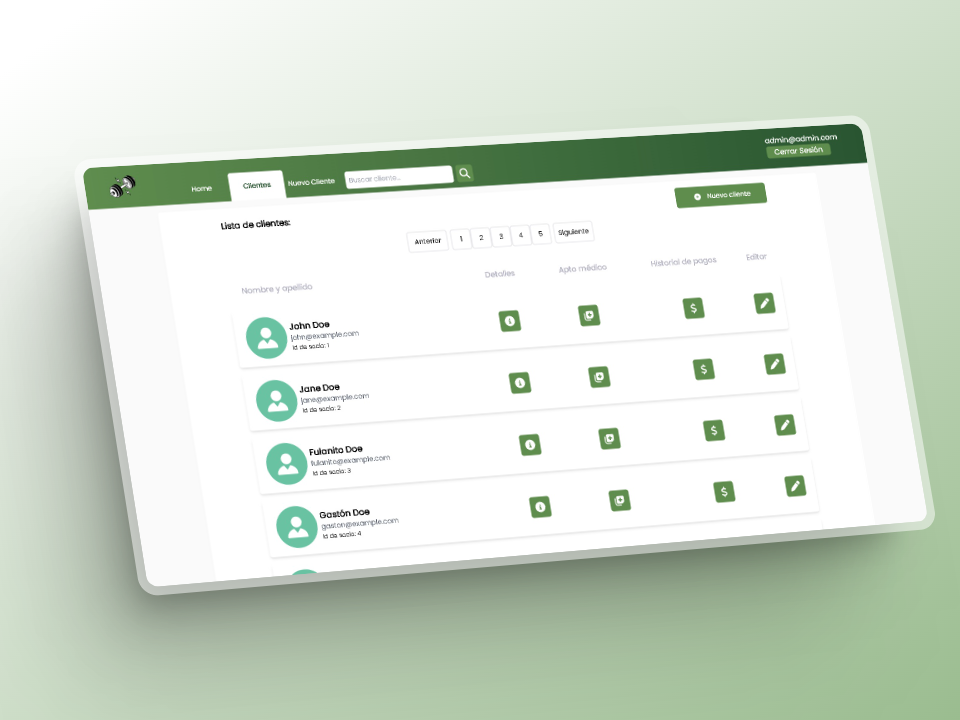 admin@admin.com
Cerrar Sesión
Home
Clientes
Nuevo Cliente
Buscar cliente...
Nuevo cliente
Lista de clientes:
Anterior
1
2
3
4
5
Siguiente
Nombre y apellido
Detalles
Apto médico
Historial de pagos
Editar
John Doe
john@example.com
Id de socio: 1
Jane Doe
jane@example.com
Id de socio: 2
Fulanito Doe
fulanito@example.com
Id de socio: 3
Gastón Doe
gaston@example.com
Id de socio: 4